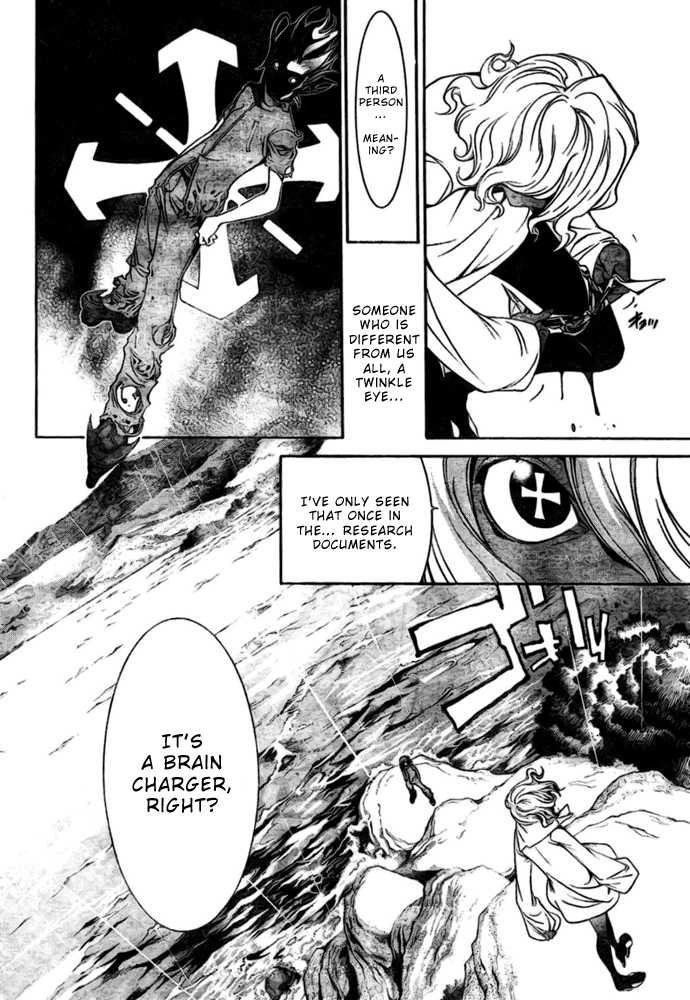 A
THIRD
PERSON
...
MEAN-
ING?
SOMEONE
WHO IS
DIFFERENT
FROM US
ALL, A
TWINKLE
EYE...
I'VE ONLY SEEN
THAT ONCE IN
THE... RESEARCH
DOCUMENTS.
IT'S
A BRAIN
CHARGER,
RIGHT?